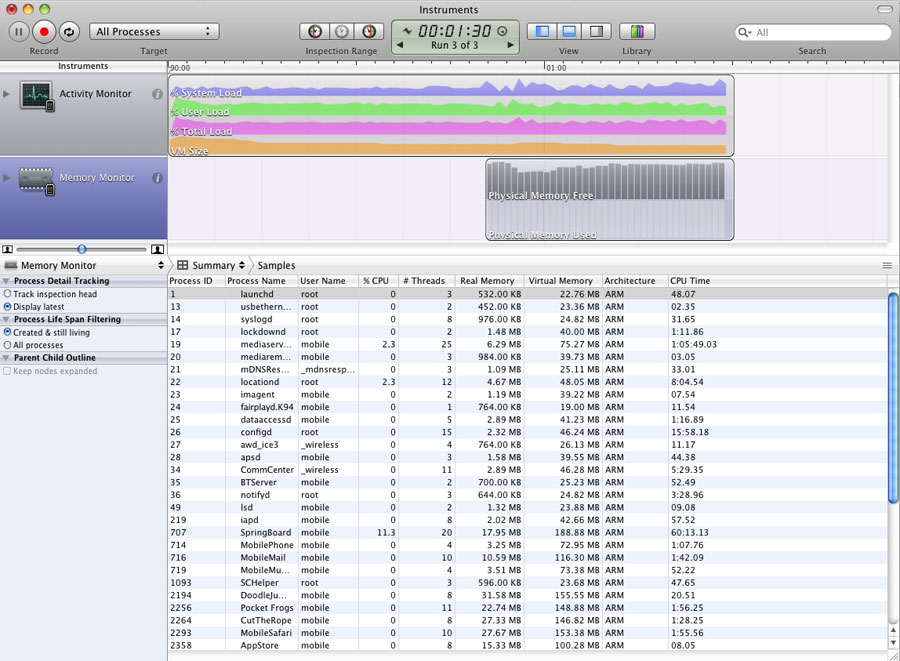 Instruments
All Processes
00:01:30
Run 3 of 3
All
Record
Target
Inspection Range
View
Library
Search
Instruments
00:00
01:00
Activity Monitor
% System Load
% User Load
% Total Load
VM Size
Memory Monitor
Physical Memory Free
Physical Memory Used
Memory Monitor
Summary
Samples
Process Detail Tracking
Track inspection head
Display latest
Process Life Span Filtering
Created & still living
All processes
Parent Child Outline
Keep nodes expanded
Process ID Process Name User Name % CPU # Threads Real Memory Virtual Memory Architecture CPU Time
1 launchd root 0 3 532.00 KB 22.76 MB ARM 48.07
13 usbethern... root 0 2 452.00 KB 23.36 MB ARM 02.35
14 syslogd root 0 8 976.00 KB 24.82 MB ARM 31.65
17 lockdownd root 0 2 1.48 MB 40.00 MB ARM 1:11.86
19 mediaserv... mobile 2.3 25 6.29 MB 75.27 MB ARM 1:05:49.03
20 mediarem... mobile 0 3 984.00 KB 39.73 MB ARM 03.05
21 mDNSRes... _mdnsresp... 0 3 1.09 MB 25.11 MB ARM 33.01
22 locationd root 2.3 12 4.67 MB 48.05 MB ARM 8:04.54
23 imagent mobile 0 2 1.19 MB 39.22 MB ARM 07.54
24 fairplayd.K94 mobile 0 1 764.00 KB 19.00 MB ARM 11.54
25 dataaccessd mobile 0 5 2.89 MB 41.23 MB ARM 1:16.89
26 configd root 0 15 2.32 MB 46.24 MB ARM 15:58.18
27 awd_ice3 _wireless 0 4 764.00 KB 26.13 MB ARM 11.17
28 apsd mobile 0 3 1.58 MB 39.55 MB ARM 44.38
34 CommCenter _wireless 0 11 2.89 MB 46.28 MB ARM 5:29.35
35 BTServer mobile 0 2 700.00 KB 25.23 MB ARM 52.49
36 notifyd root 0 3 644.00 KB 24.82 MB ARM 3:28.96
49 lsd mobile 0 2 1.32 MB 23.88 MB ARM 09.08
219 iapd mobile 0 8 2.02 MB 42.66 MB ARM 57.52
707 SpringBoard mobile 11.3 20 17.95 MB 188.88 MB ARM 60:13.13
714 MobilePhone mobile 0 4 3.25 MB 72.95 MB ARM 1:07.76
716 MobileMail mobile 0 10 10.59 MB 116.30 MB ARM 1:42.09
719 MobileMu... mobile 0 4 3.51 MB 73.38 MB ARM 52.22
1093 SCHelper root 0 3 596.00 KB 23.68 MB ARM 47.65
2194 DoodleJu... mobile 0 8 31.58 MB 155.55 MB ARM 20.51
2256 Pocket Frogs mobile 0 11 22.74 MB 148.88 MB ARM 1:56.25
2264 CutTheRope mobile 0 8 27.33 MB 146.82 MB ARM 1:28.25
2293 MobileSafari mobile 0 10 27.67 MB 153.38 MB ARM 1:55.56
2358 AppStore mobile 0 8 15.33 MB 100.28 MB ARM 08.05